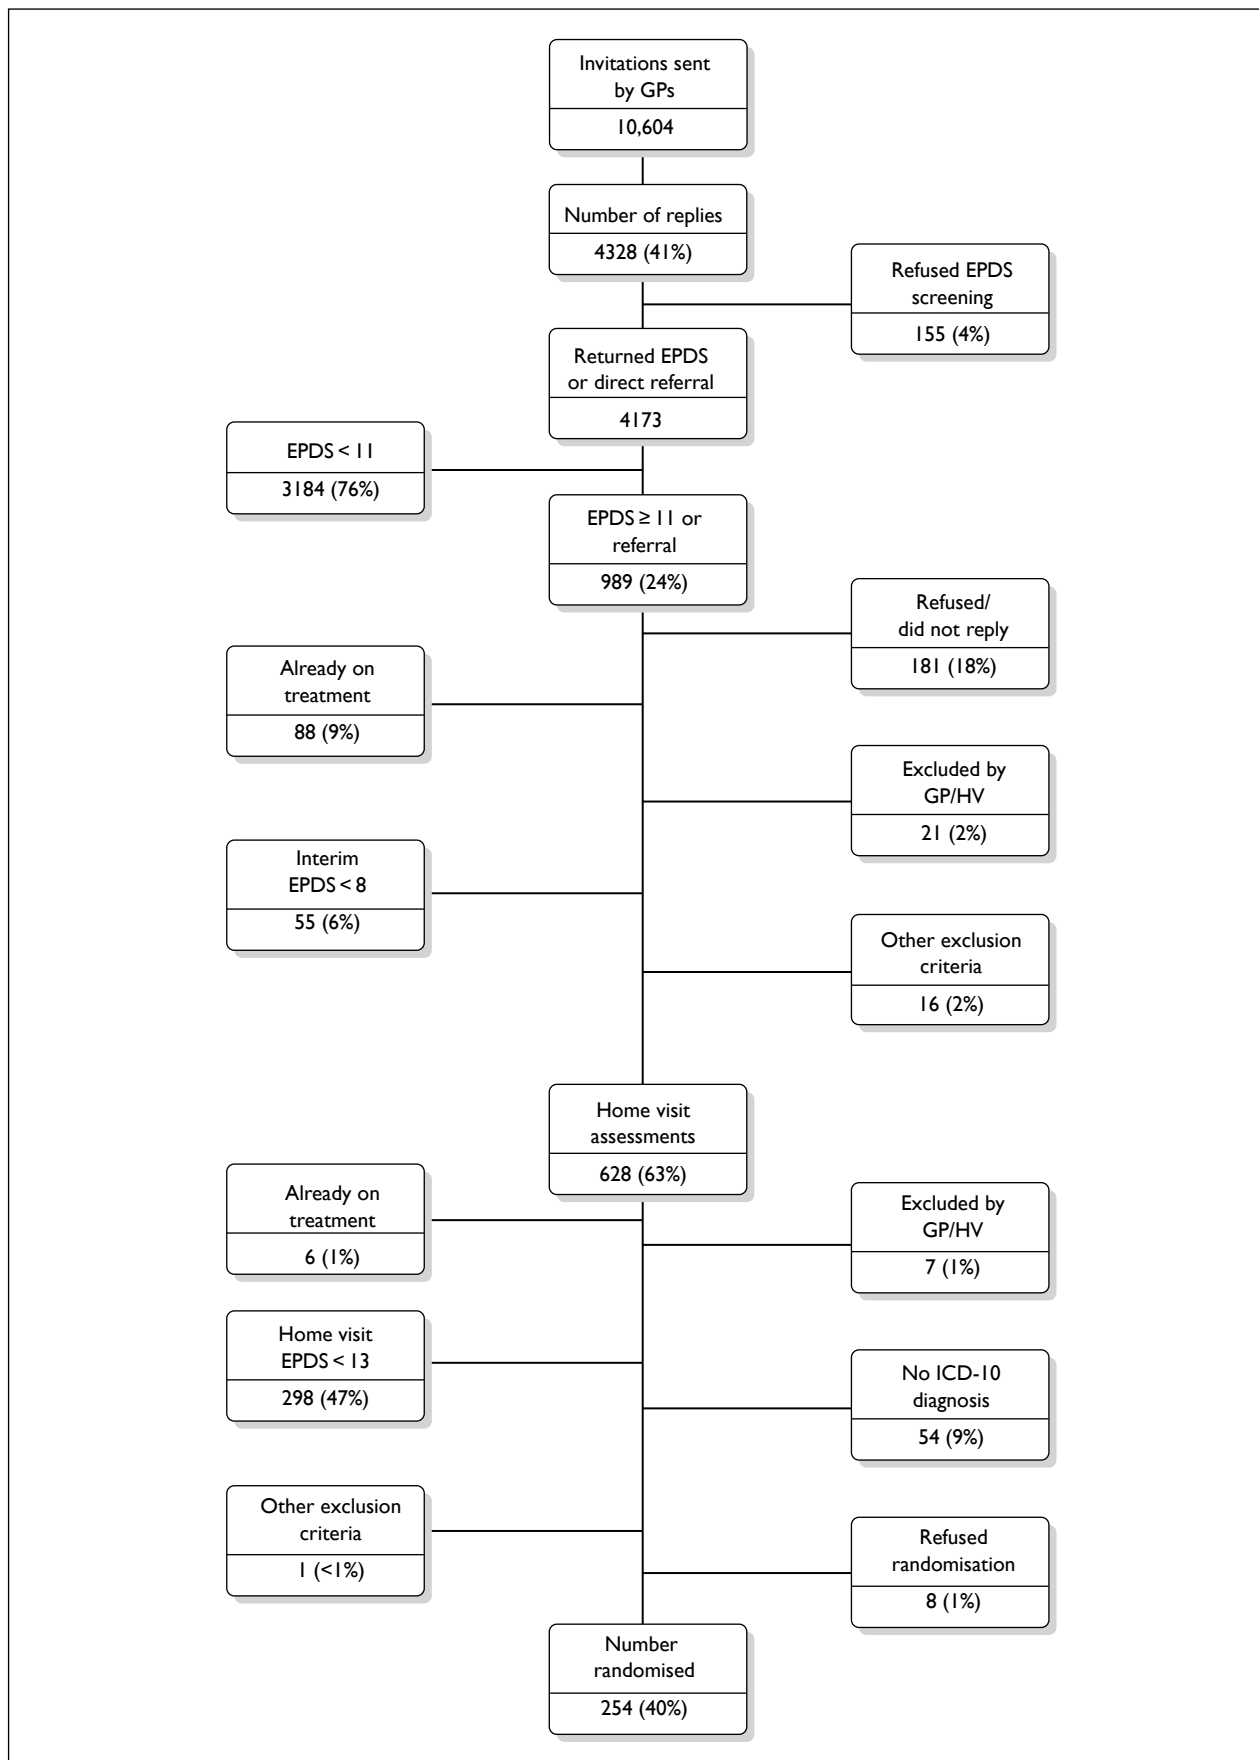 Invitations sent
by GPs
10,604
Number of replies
4328 (41%)
Refused EPDS
screening
155 (4%)
Returned EPDS
or direct referral
4173
EPDS < 11
3184 (76%)
EPDS ≥ 11 or
referral
989 (24%)
Refused/
did not reply
181 (18%)
Already on
treatment
88 (9%)
Excluded by
GP/HV
21 (2%)
Interim
EPDS < 8
55 (6%)
Other exclusion
criteria
16 (2%)
Home visit
assessments
628 (63%)
Already on
treatment
6 (1%)
Excluded by
GP/HV
7 (1%)
Home visit
EPDS < 13
298 (47%)
No ICD-10
diagnosis
54 (9%)
Other exclusion
criteria
1 (<1%)
Refused
randomisation
8 (1%)
Number
randomised
254 (40%)